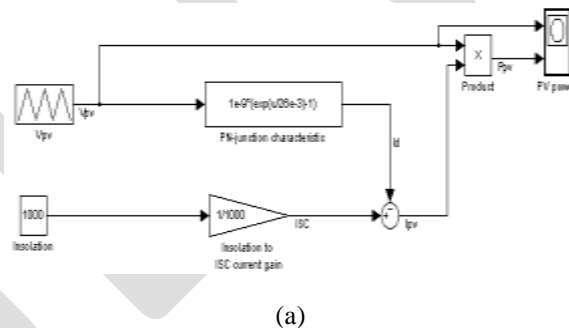 X
Product
Ppv
PV power
Vpv
Vpv
1e-9*(exp(u/26e-3)-1)
PN-junction characteristic
Id
1000
Insolation
1/1000
ISC
Insolation to
ISC current gain
+
-
Ipv
(a)